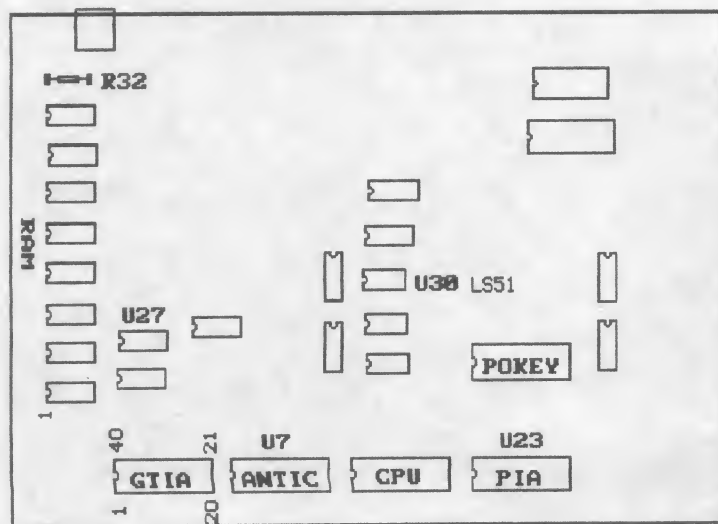 R32
RAM
U30 LS51
U27
POKEY
1
40
21
U7
U23
GTIA
ANTIC
CPU
PIA
1
20